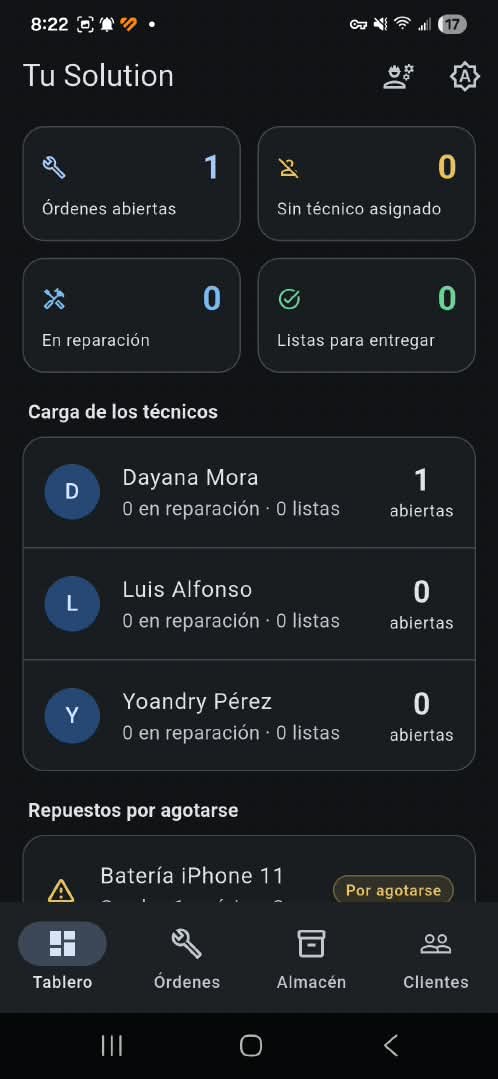 8:22
17
Tu Solution
A
1
Órdenes abiertas
0
Sin técnico asignado
0
En reparación
0
Listas para entregar
Carga de los técnicos
D
Dayana Mora
0 en reparación · 0 listas
1
abiertas
L
Luis Alfonso
0 en reparación · 0 listas
0
abiertas
Y
Yoandry Pérez
0 en reparación · 0 listas
0
abiertas
Repuestos por agotarse
Batería iPhone 11
Por agotarse
Tablero
Órdenes
Almacén
Clientes